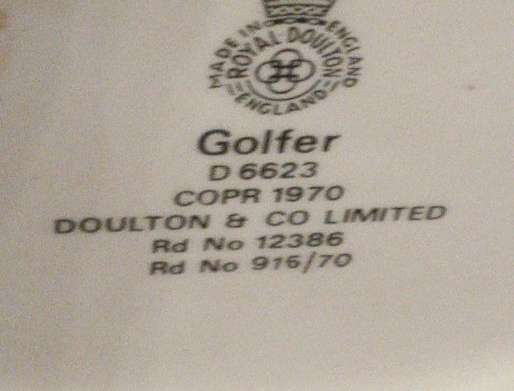 MADE IN ENGLAND
ROYAL DOULTON
ENGLAND
Golfer
D 6623
COPR 1970
DOULTON & CO LIMITED
Rd No 12386
Rd No 916/70